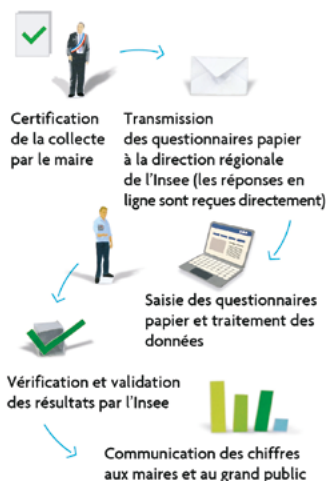 Certification
de la collecte
par le maire
Transmission
des questionnaires papier
à la direction régionale
de l'Insee (les réponses en
ligne sont reçues directement)
Saisie des questionnaires
papier et traitement des
données
Vérification et validation
des résultats par l'Insee
Communication des chiffres
aux maires et au grand public